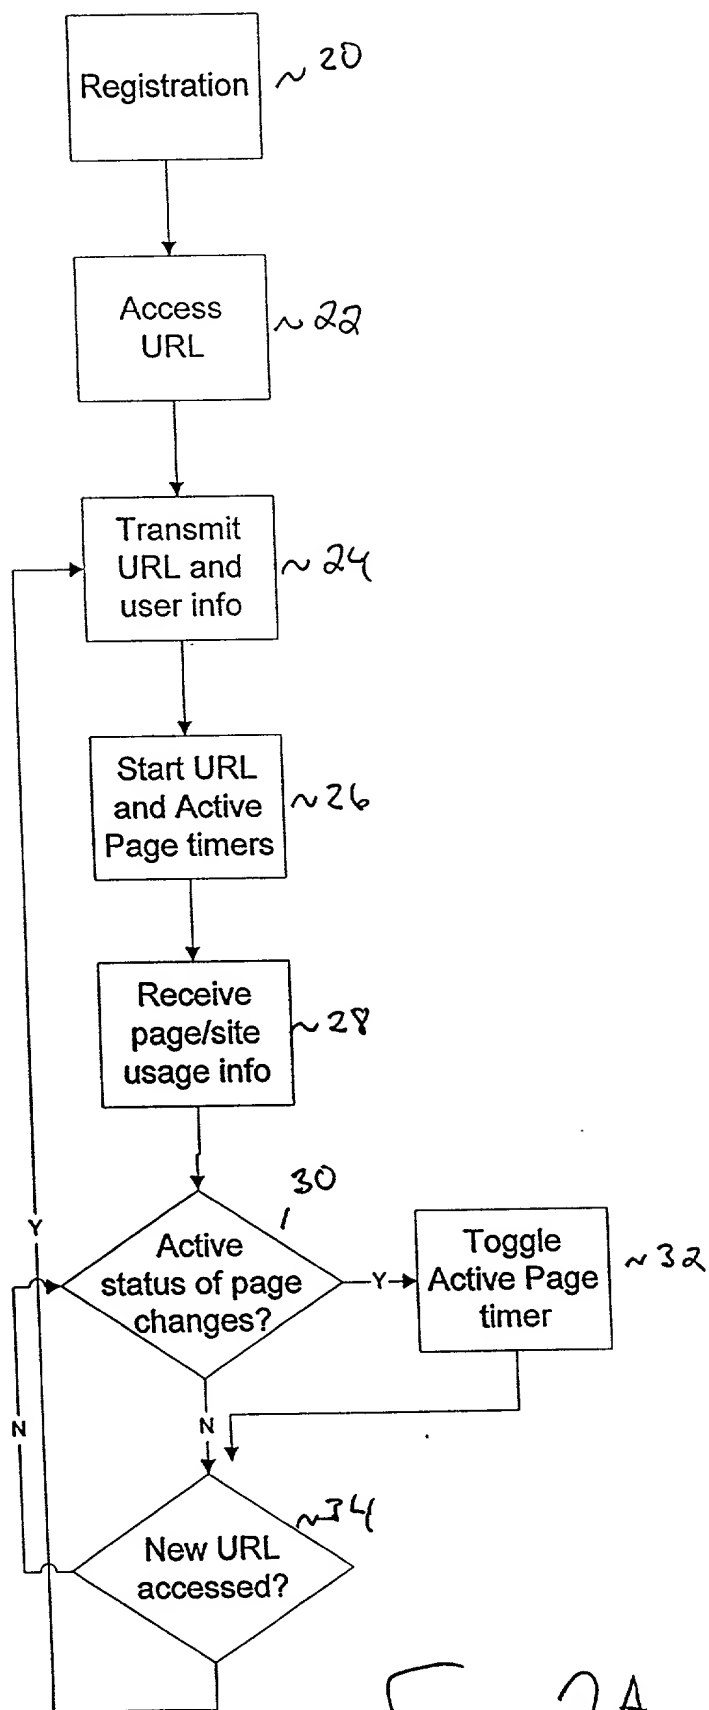 Registration
~ 20
Access
URL
~ 22
Transmit
URL and
user info
~ 24
Start URL
and Active
Page timers
~ 26
Receive
page/site
usage info
~ 28
30
Active
status of page
changes?
Y
Y
Toggle
Active Page
timer
~ 32
N
N
~34
New URL
accessed?
2A